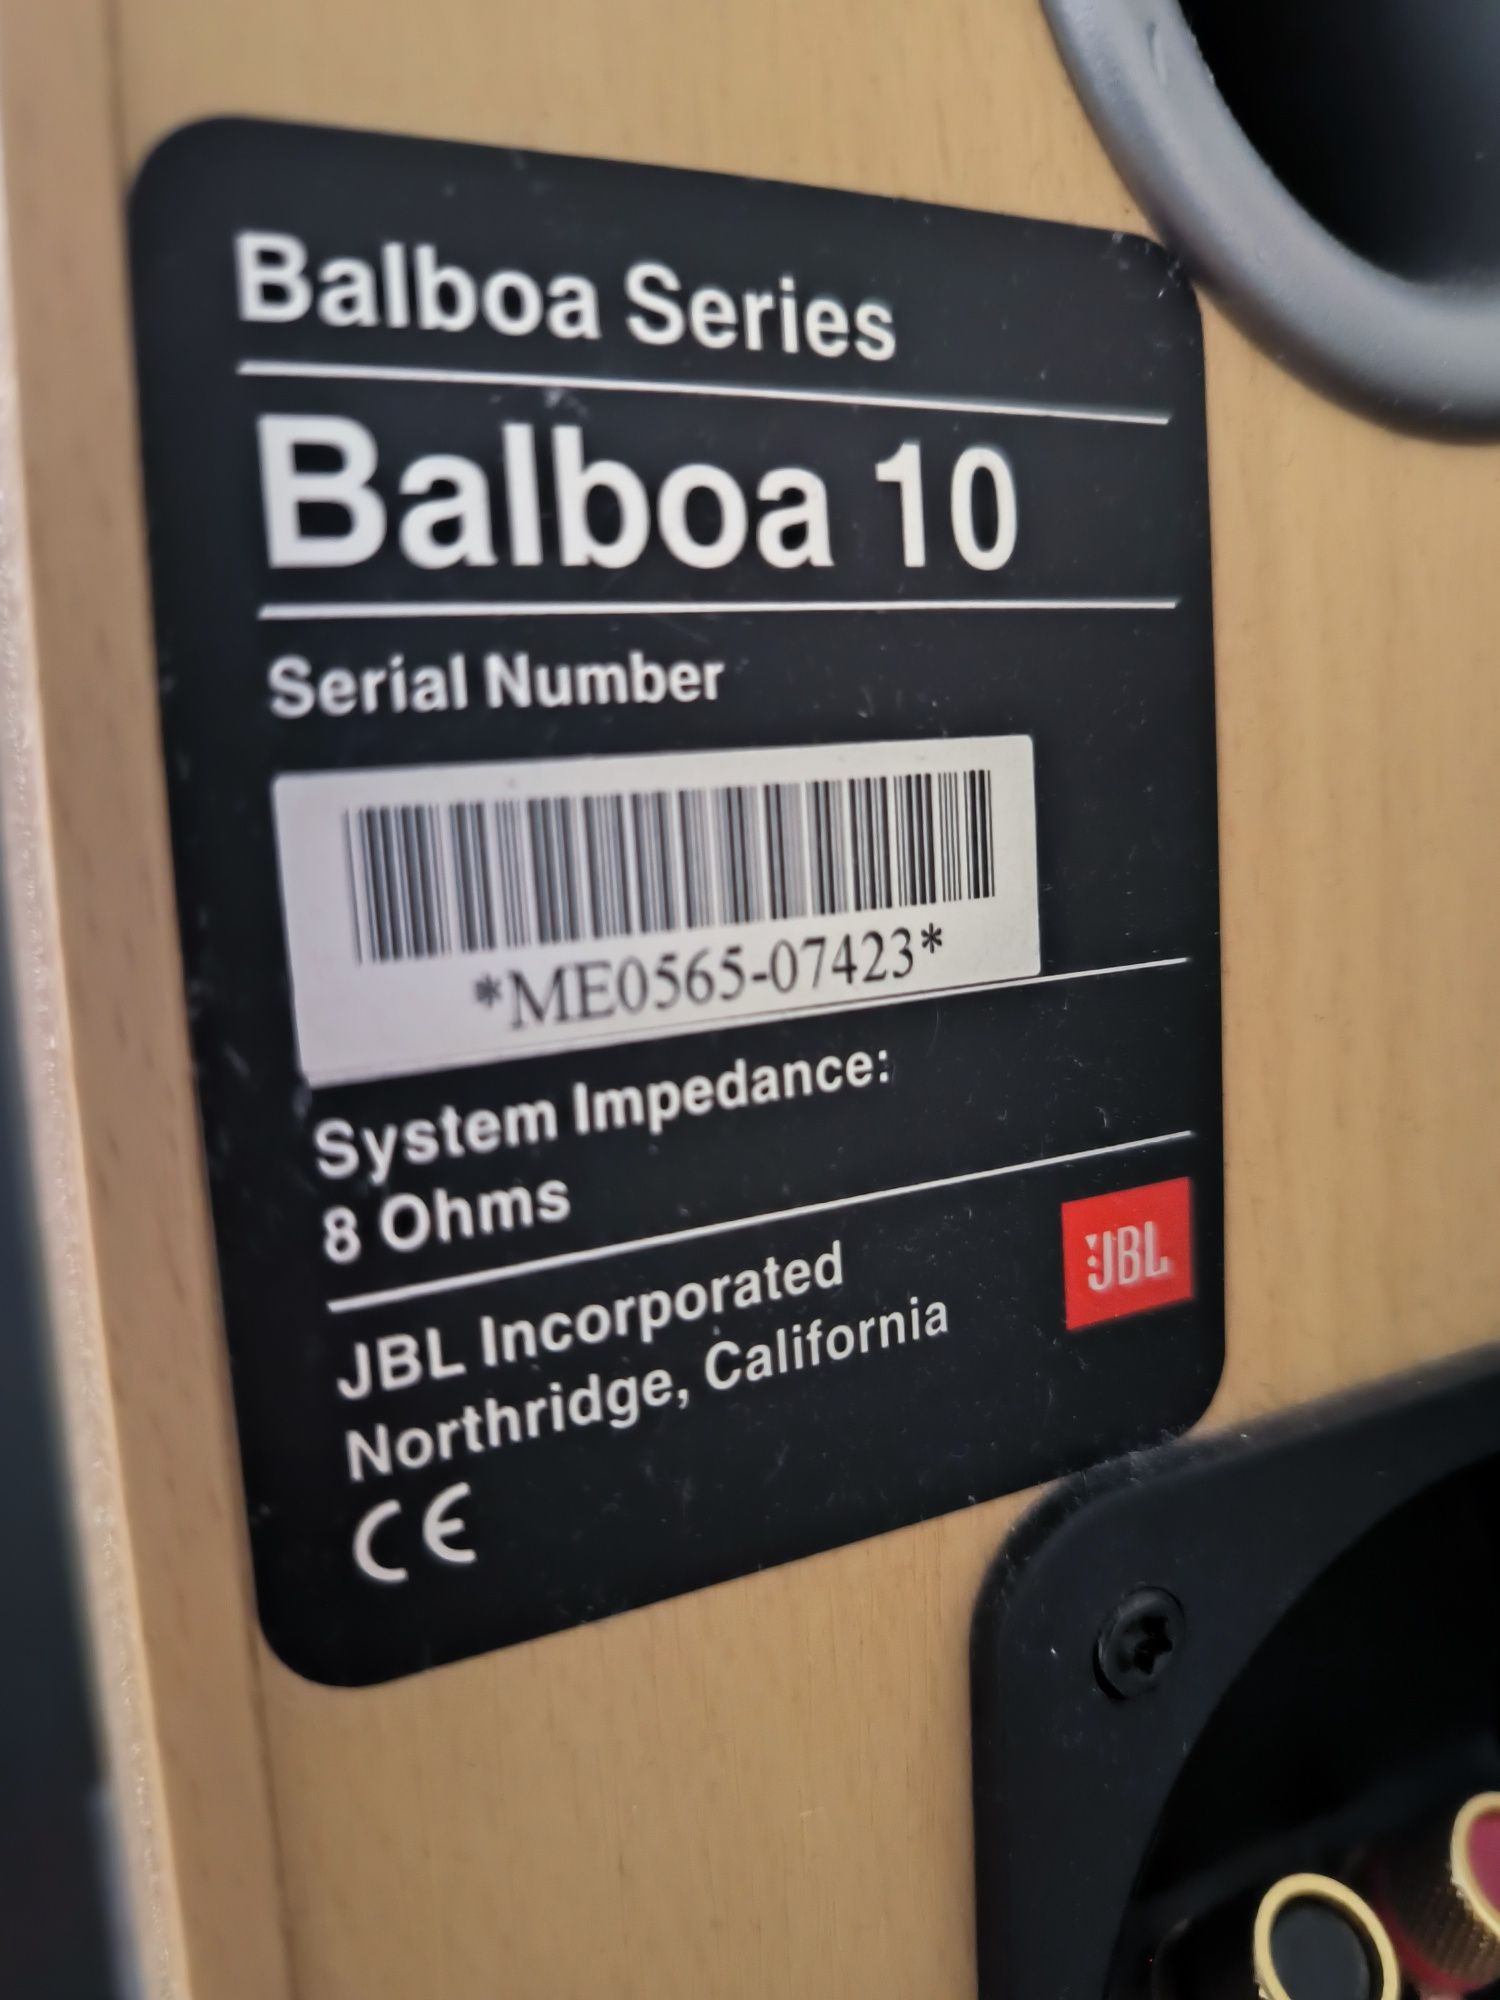 Balboa Series
Balboa 10
Serial Number
*ME0565-07423*
System Impedance:
8 Ohms
JBL Incorporated
Northridge, California
JBL
CE